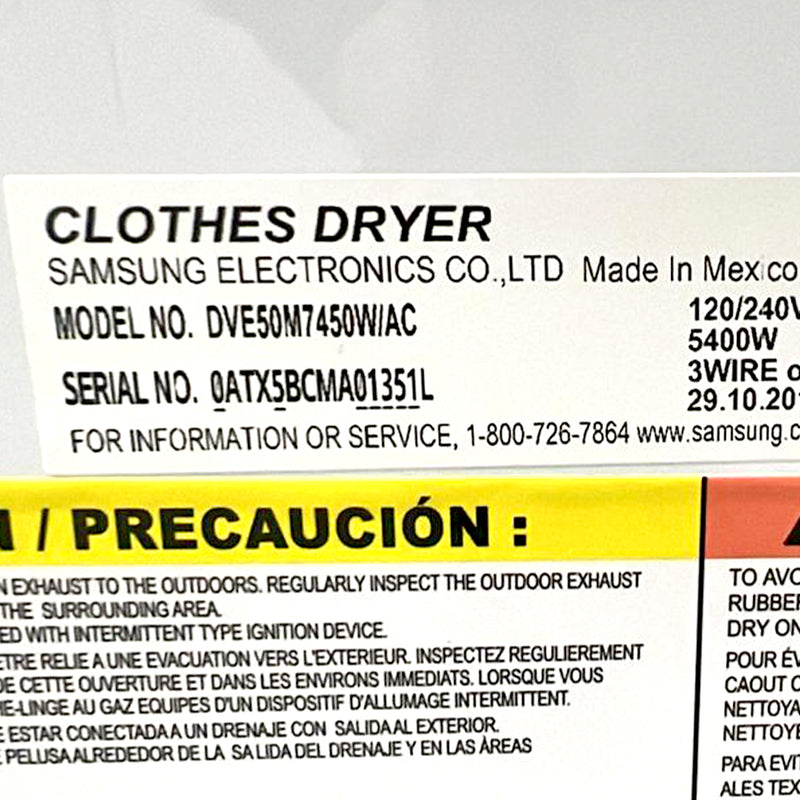 CLOTHES DRYER
SAMSUNG ELECTRONICS CO.,LTD Made In Mexico
MODEL NO. DVE50M7450W/AC
120/240V
5400W
SERIAL NO. 0ATX5BCMA01351L
3WIRE o
29.10.20
FOR INFORMATION OR SERVICE, 1-800-726-7864 www.samsung.c
/ PRECAUCIÓN :
N EXHAUST TO THE OUTDOORS. REGULARLY INSPECT THE OUTDOOR EXHAUST
THE SURROUNDING AREA.
ED WITH INTERMITTENT TYPE IGNITION DEVICE.
ETRE RELIE A UNE EVACUATION VERS L'EXTERIEUR. INSPECTEZ REGULIEREMENT
DE CETTE OUVERTURE ET DANS LES ENVIRONS IMMEDIATS. LORSQUE VOUS
HE-LINGE AU GAZ EQUIPES D'UN DISPOSITIF D'ALLUMAGE INTERMITTENT.
E ESTAR CONECTADA A UN DRENAJE CON SALIDA AL EXTERIOR.
PELUSA ALREDEDOR DE LA SALIDA DEL DRENAJE Y EN LAS ÀREAS
TO AVO
RUBBER
DRY ON
POUR ÉV
CAOUT C
NETTOYA
NETTOYE
PARA EVIT
ALES TEX